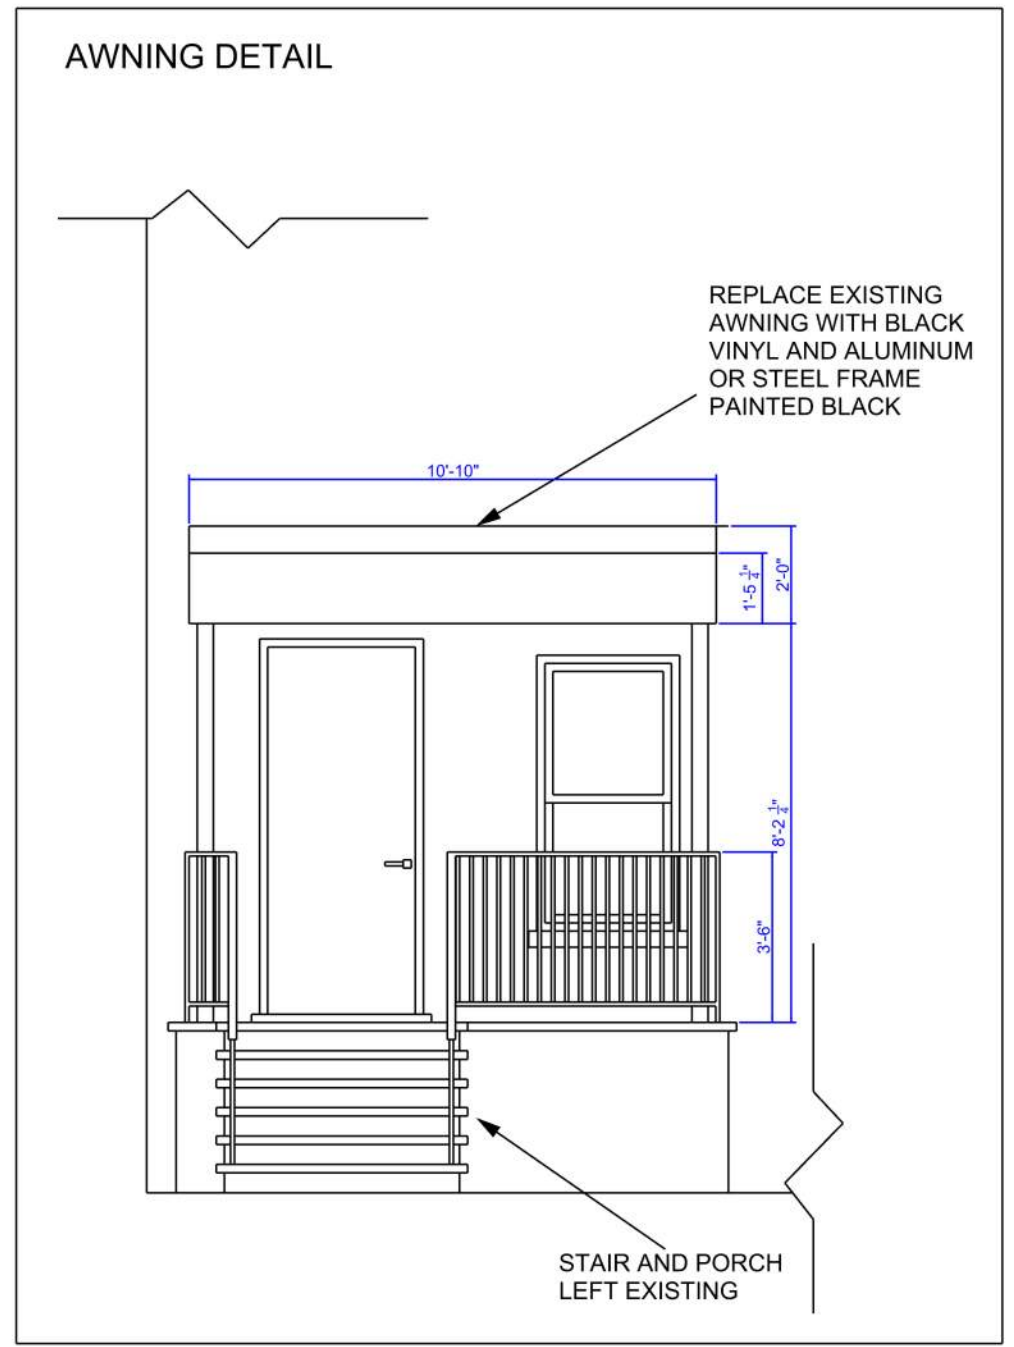 AWNING DETAIL
REPLACE EXISTING
AWNING WITH BLACK
VINYL AND ALUMINUM
OR STEEL FRAME
PAINTED BLACK
10'-10"
1'-5 1/4"
2'-0"
8'-2 1/4"
3'-6"
STAIR AND PORCH
LEFT EXISTING